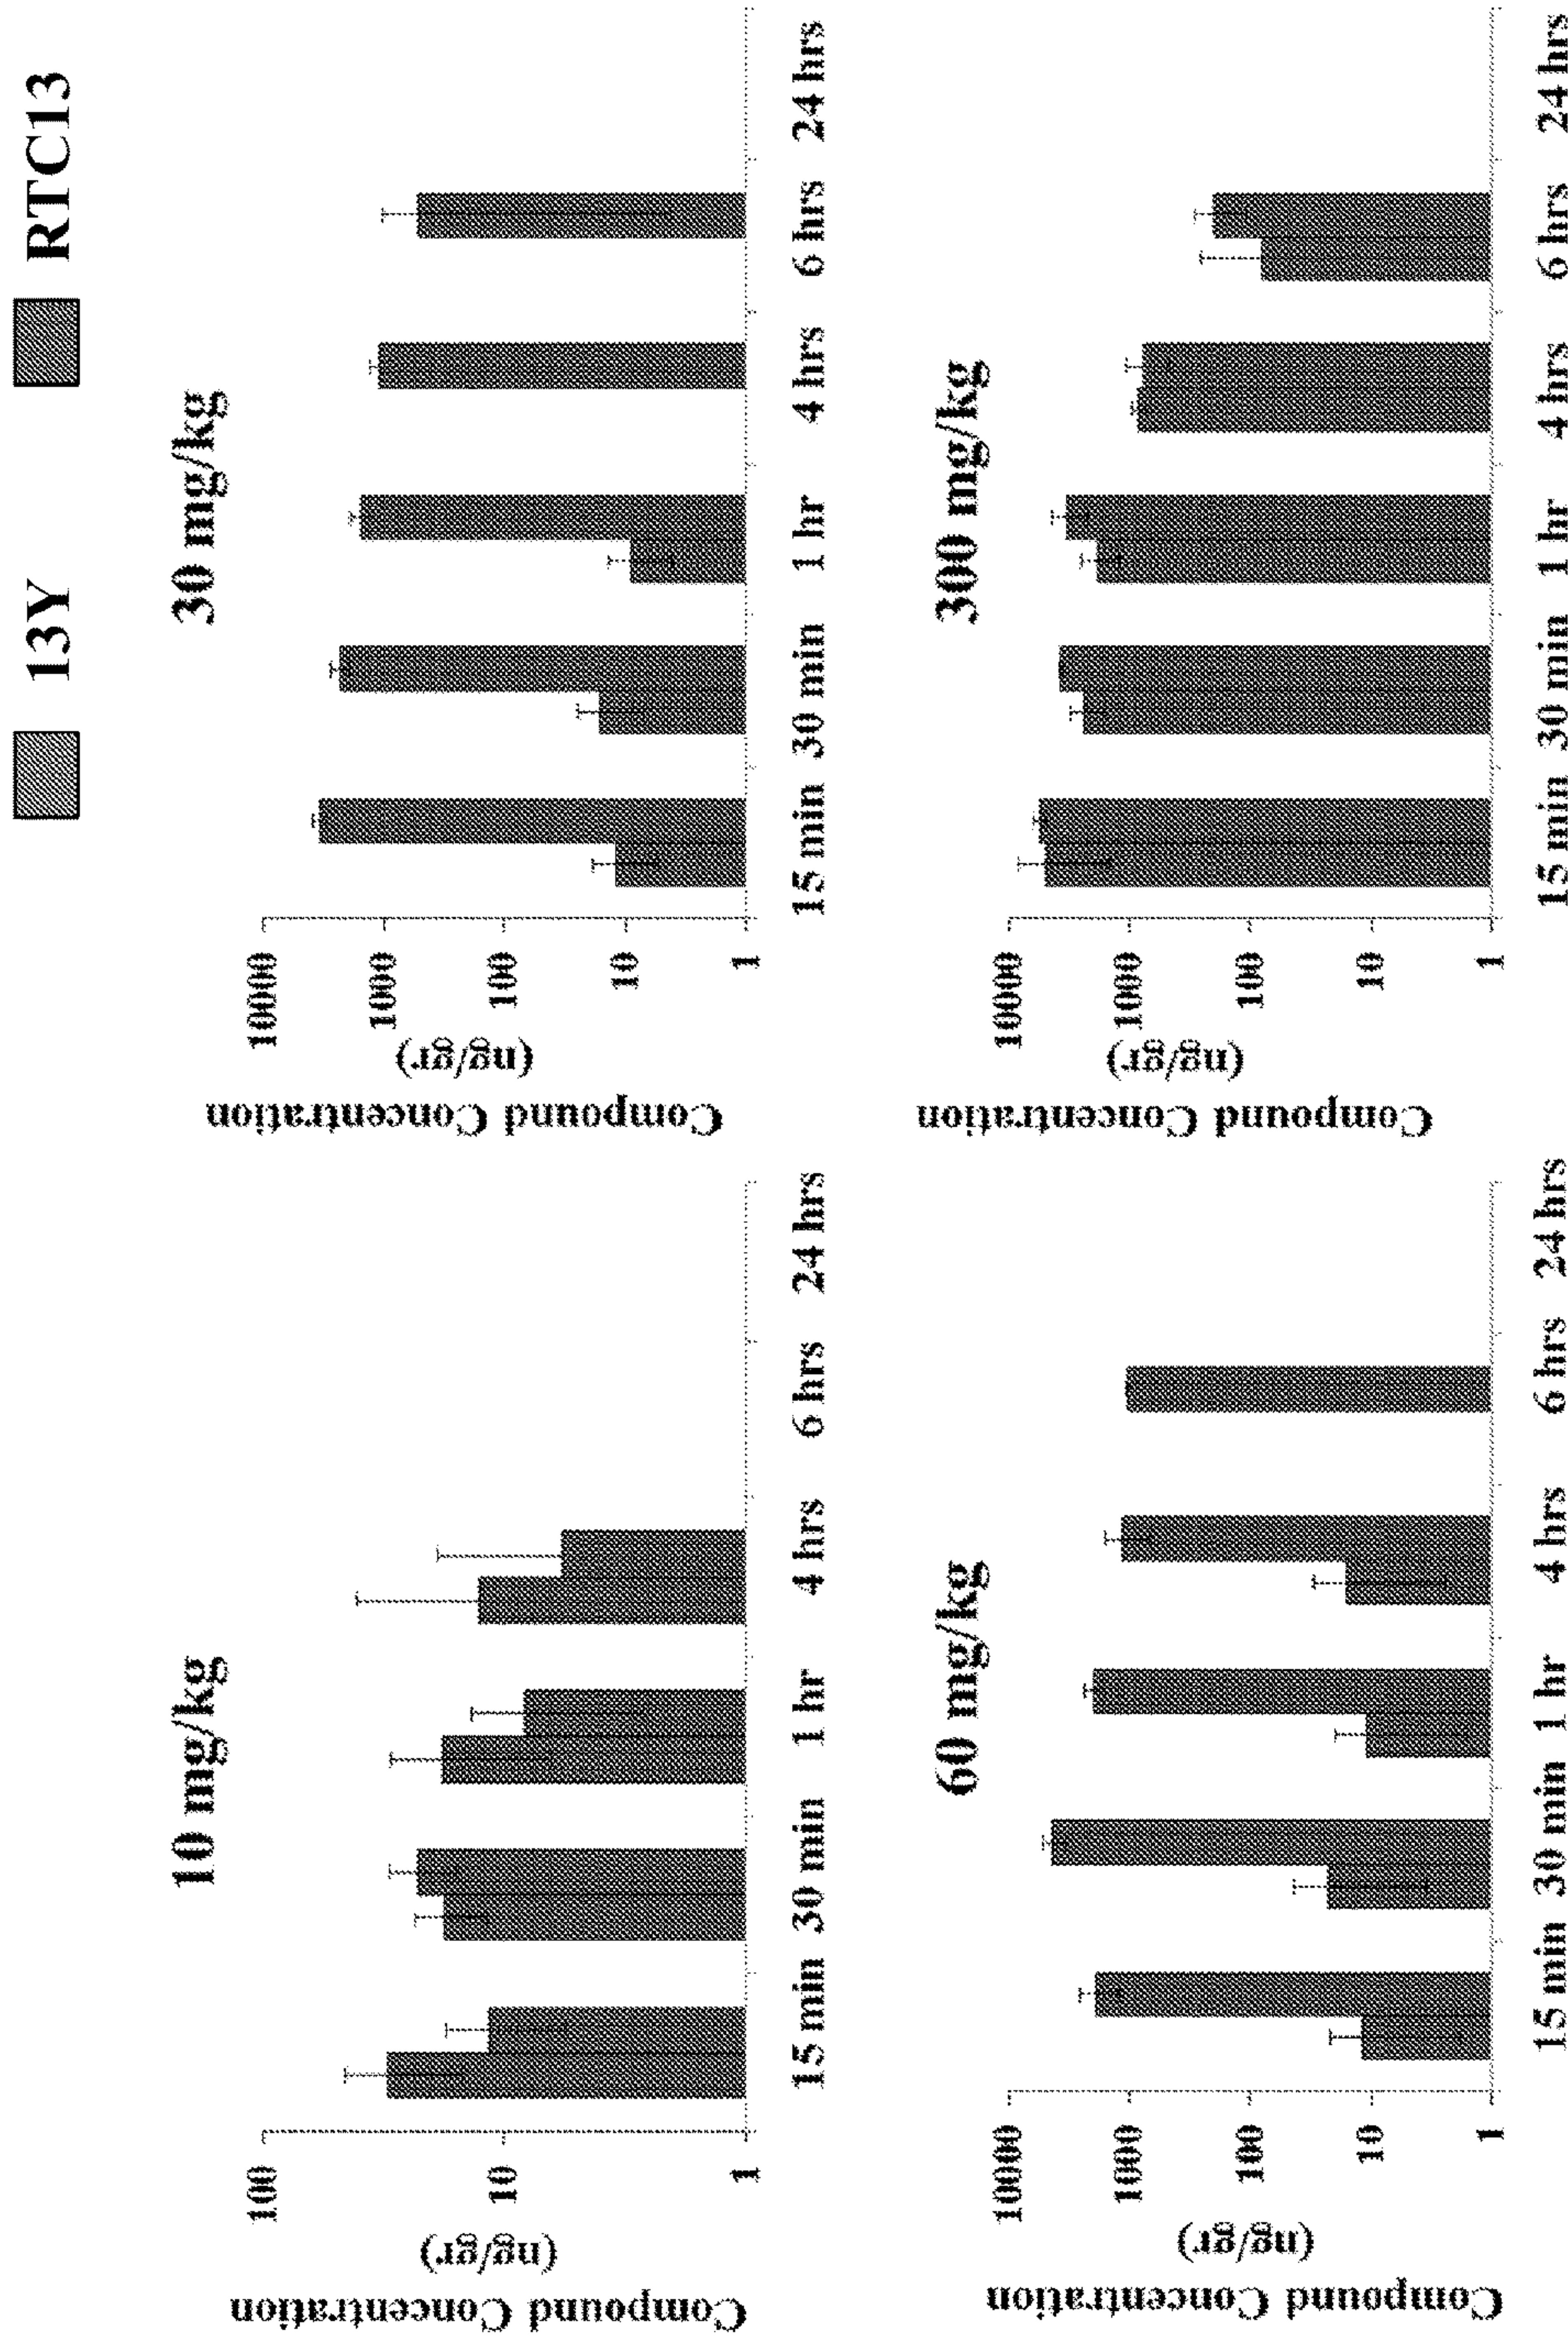 13Y RTC13
10 mg/kg
Compound Concentration
(ng/gr)
100
10
1
15 min 30 min 1 hr 4 hrs 6 hrs 24 hrs
30 mg/kg
Compound Concentration
(ng/gr)
10000
1000
100
10
1
15 min 30 min 1 hr 4 hrs 6 hrs 24 hrs
60 mg/kg
Compound Concentration
(ng/gr)
10000
1000
100
10
1
15 min 30 min 1 hr 4 hrs 6 hrs 24 hrs
300 mg/kg
Compound Concentration
(ng/gr)
10000
1000
100
10
1
15 min 30 min 1 hr 4 hrs 6 hrs 24 hrs